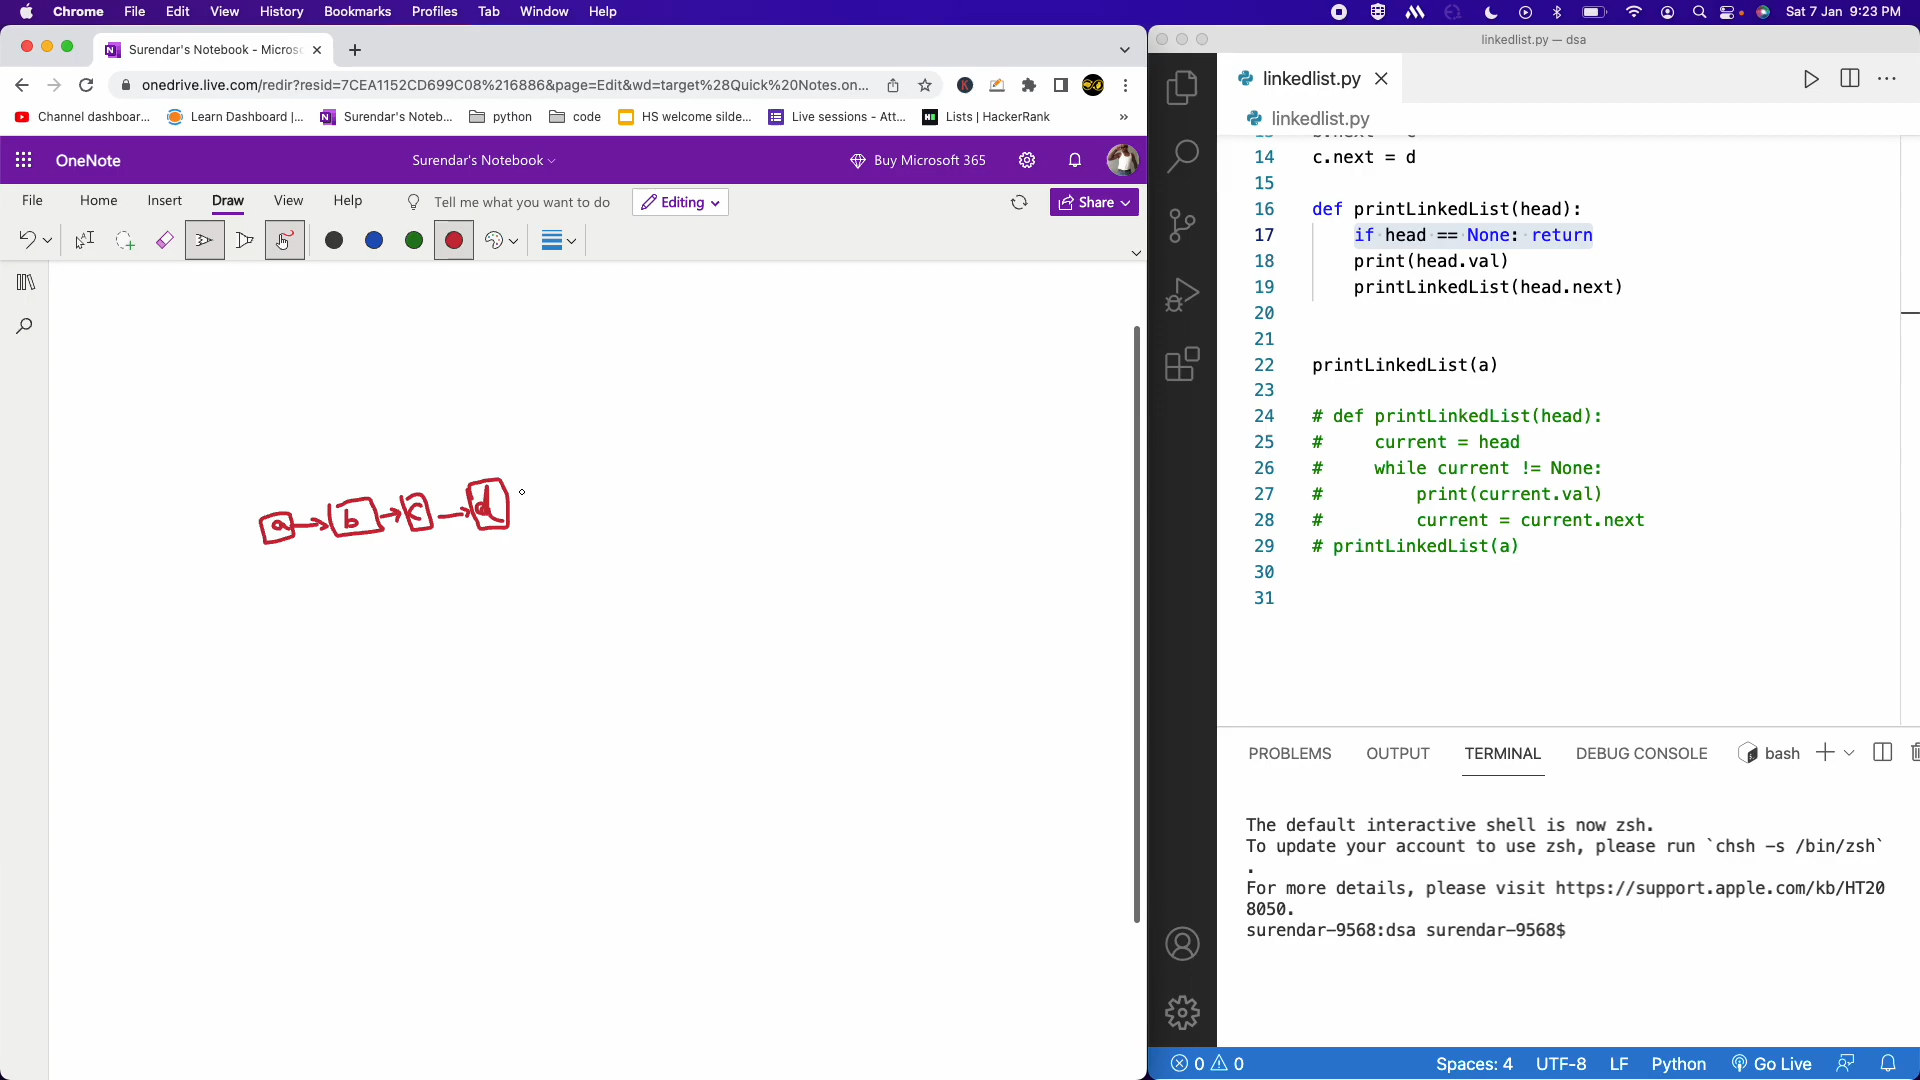 Chrome File Edit View History Bookmarks Profiles Tab Window Help Sat 7 Jan 9:23 PM
Surendar's Notebook - Micros
linkedlist.py — dsa
onedrive.live.com/redir?resid=7CEA1152CD699C08%216886&page=Edit&wd=target%28Quick%20Notes.on...
linkedlist.py
Channel dashboar... Learn Dashboard |... Surendar's Noteb... python code HS welcome silde... Live sessions - Att... Lists | HackerRank »
linkedlist.py
OneNote Surendar's Notebook Buy Microsoft 365
File Home Insert Draw View Help Tell me what you want to do Editing Share
14 c.next = d
15
16 def printLinkedList(head):
17 if head == None: return
18 print(head.val)
19 printLinkedList(head.next)
20
21
22 printLinkedList(a)
23
24 # def printLinkedList(head):
25 # current = head
26 # while current != None:
27 # print(current.val)
28 # current = current.next
29 # printLinkedList(a)
30
31
a b c d
PROBLEMS OUTPUT TERMINAL DEBUG CONSOLE bash
The default interactive shell is now zsh.
To update your account to use zsh, please run `chsh -s /bin/zsh`
.
For more details, please visit https://support.apple.com/kb/HT20
8050.
surendar-9568:dsa surendar-9568$
0 0 Spaces: 4 UTF-8 LF Python Go Live